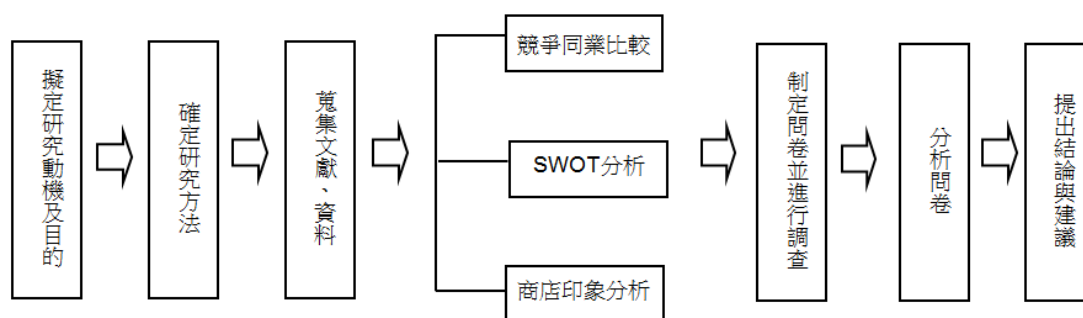 擬定研究動機及目的
確定研究方法
蒐集文獻、資料
競爭同業比較
SWOT分析
商店印象分析
制定問卷並進行調查
分析問卷
提出結論與建議